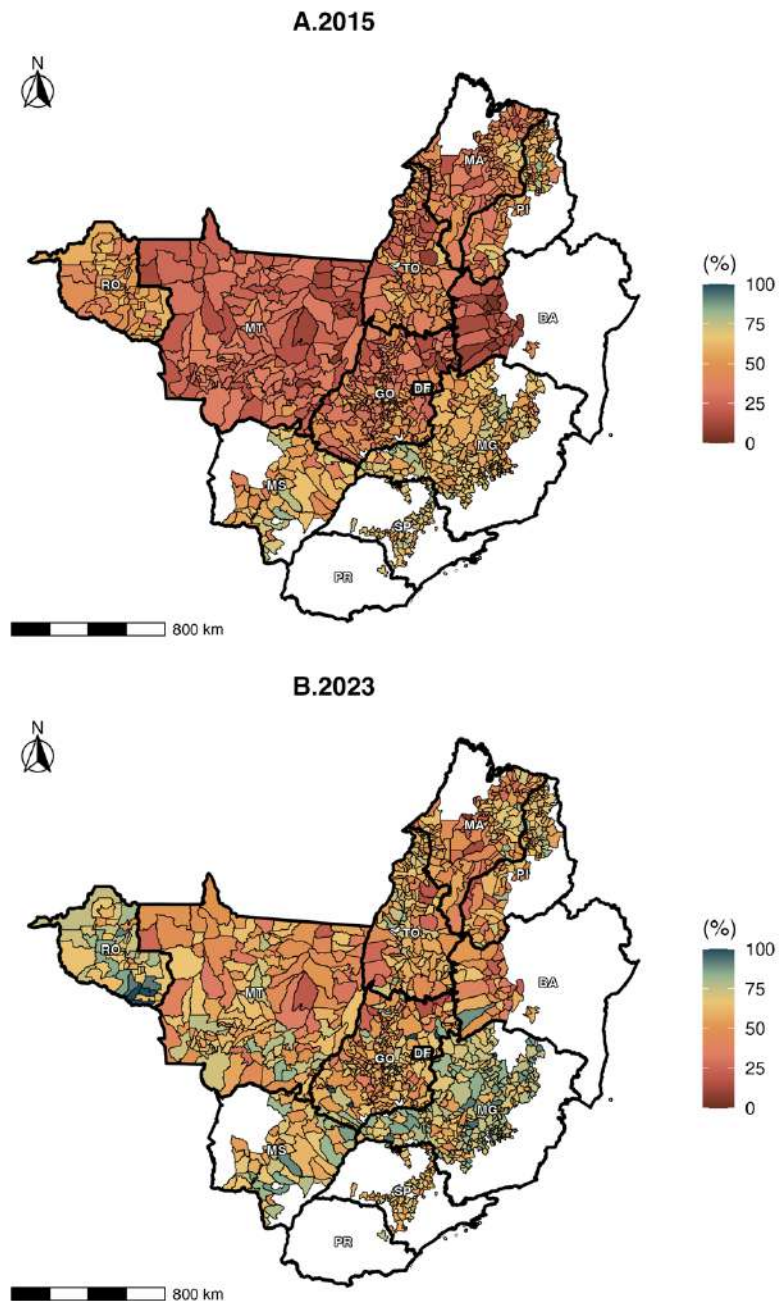 A.2015
N
MA
PI
RO
TO
(%)
100
75
50
25
0
BA
MT
GO
DF
MG
MS
SP
PR
800 km
B.2023
N
MA
PI
RO
TO
(%)
100
75
50
25
0
BA
MT
GO
DF
MG
MS
SP
PR
800 km